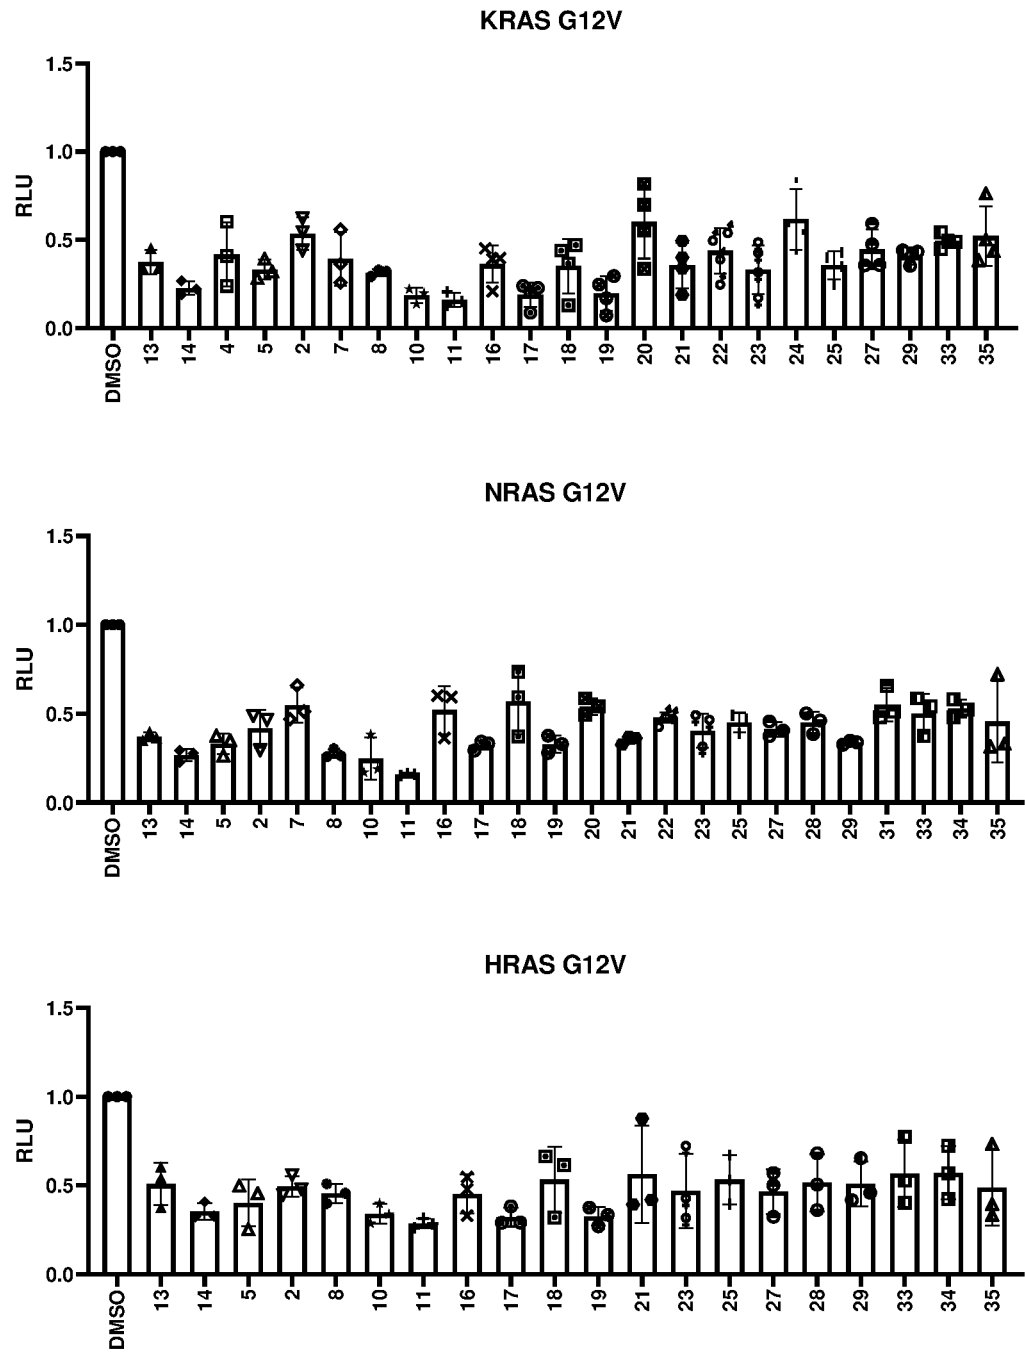 KRAS G12V
1.5
1.0
0.5
0.0
RLU
DMSO 13 14 4 5 2 7 8 10 11 16 17 18 19 20 21 22 23 24 25 27 29 33 35
NRAS G12V
1.5
1.0
0.5
0.0
RLU
DMSO 13 14 5 2 7 8 10 11 16 17 18 19 20 21 22 23 25 27 28 29 31 33 34 35
HRAS G12V
1.5
1.0
0.5
0.0
RLU
DMSO 13 14 5 2 8 10 11 16 17 18 19 21 23 25 27 28 29 33 34 35